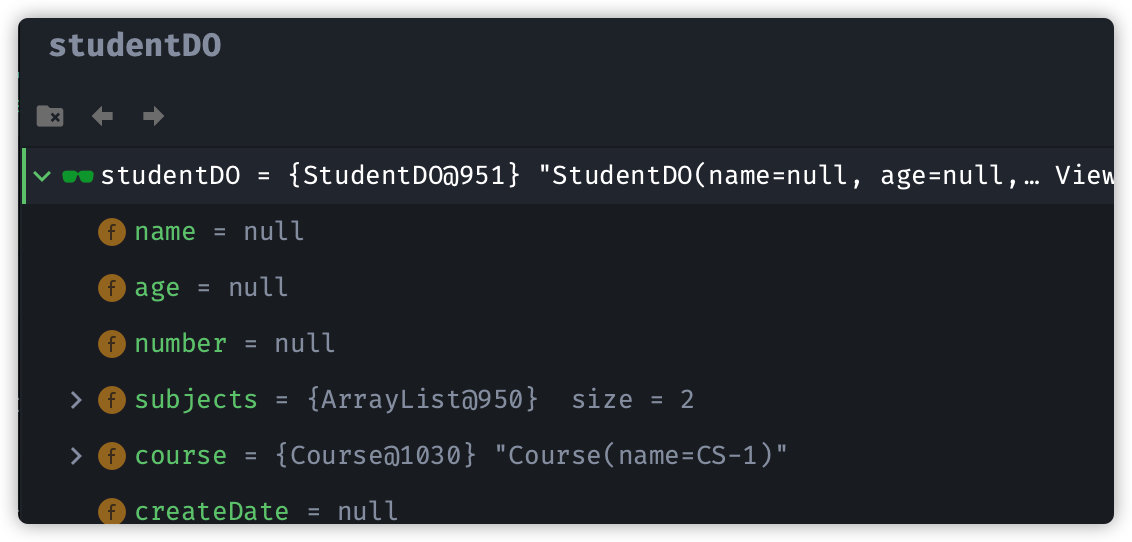 studentDO
studentDO = {StudentDO@951} "StudentDO(name=null, age=null,… View
f name = null
f age = null
f number = null
f subjects = {ArrayList@950} size = 2
f course = {Course@1030} "Course(name=CS-1)"
f createDate = null